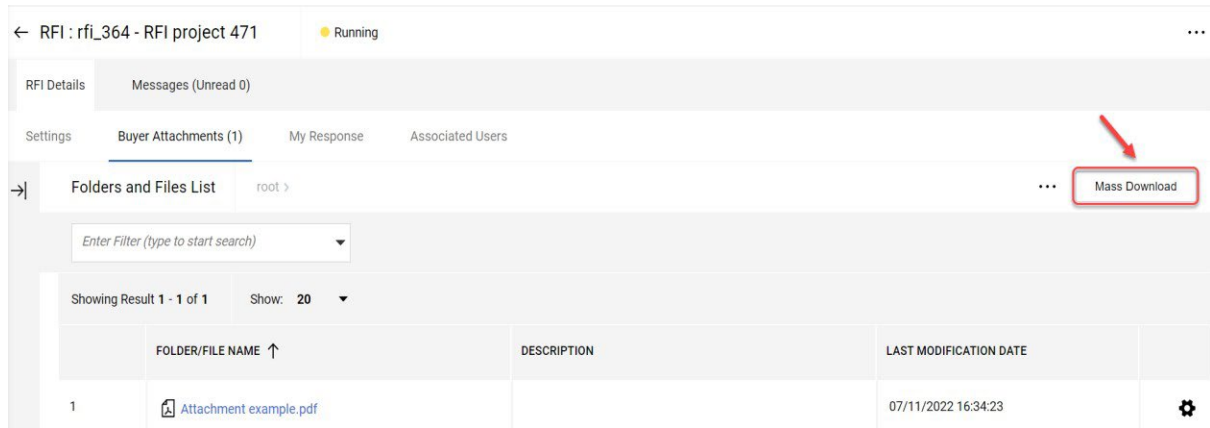 RFI : rfi_364 - RFI project 471 Running
RFI Details Messages (Unread 0)
Settings Buyer Attachments (1) My Response Associated Users
Folders and Files List root > Mass Download
Enter Filter (type to start search)
Showing Result 1 - 1 of 1 Show: 20
FOLDER/FILE NAME DESCRIPTION LAST MODIFICATION DATE
1 Attachment example.pdf 07/11/2022 16:34:23